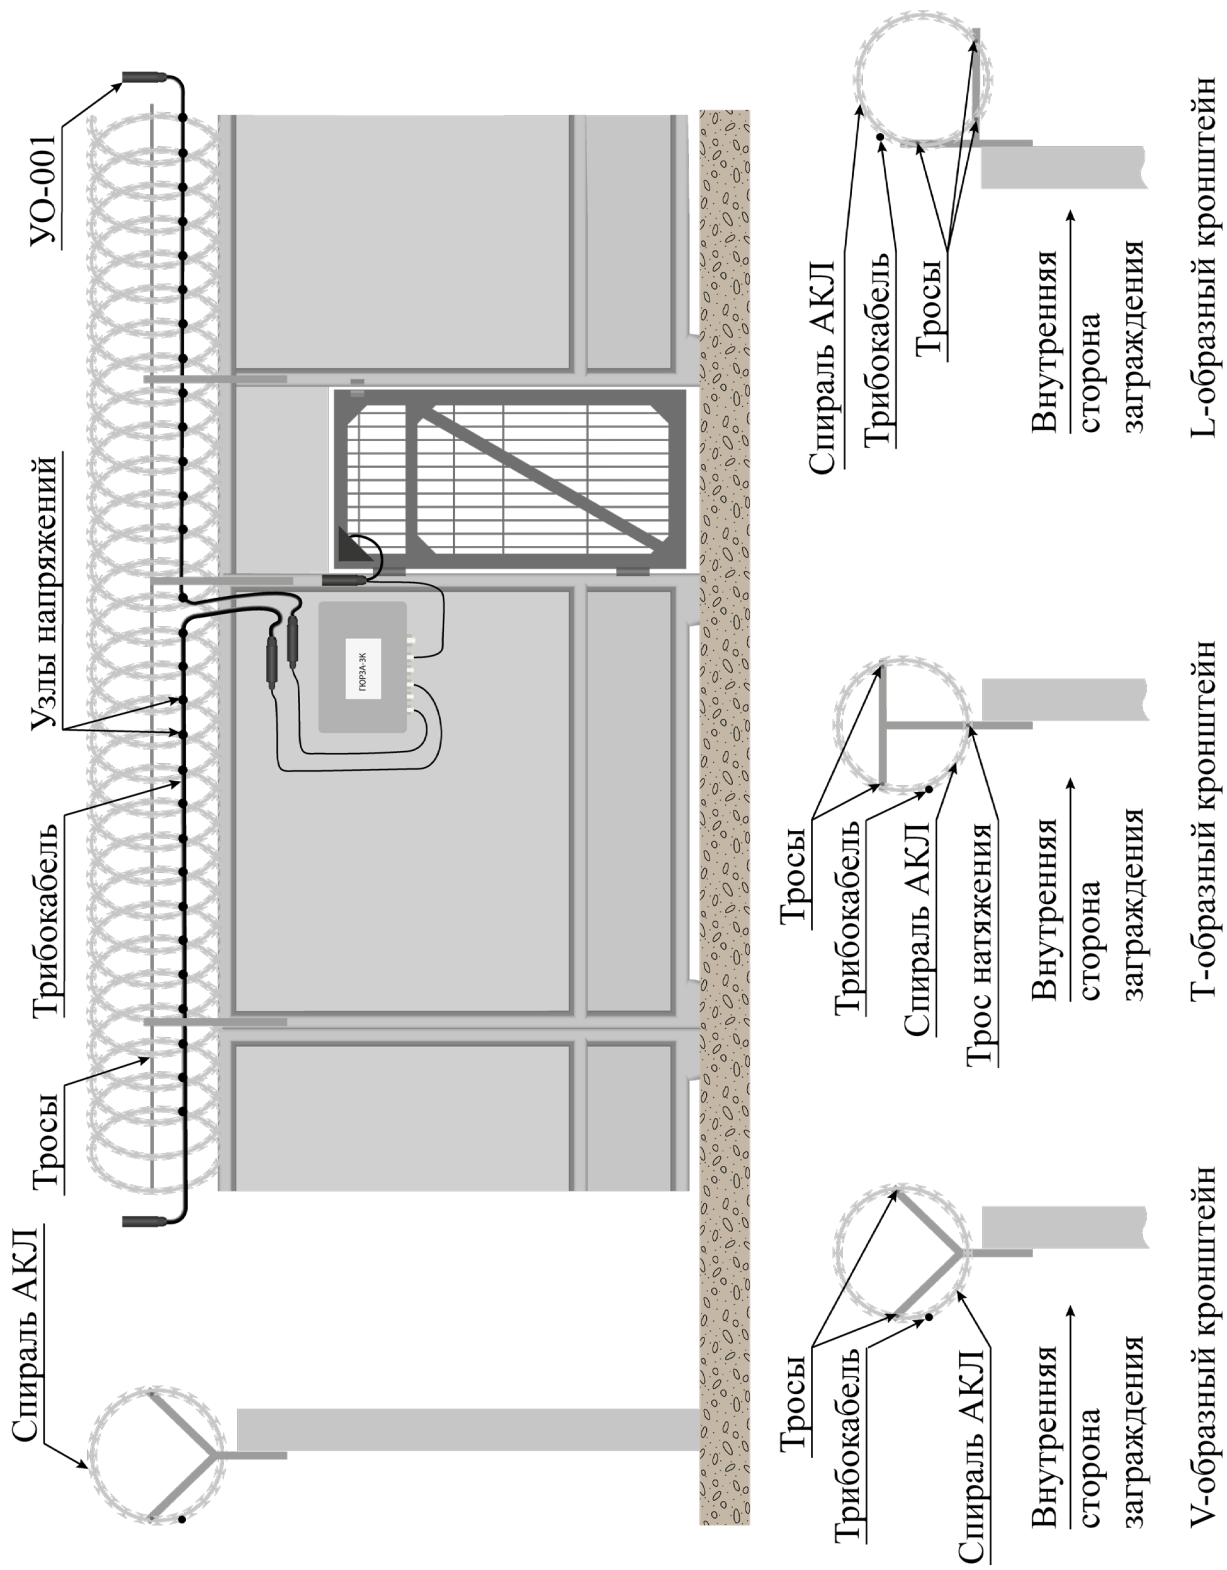 Спираль АКЛ
Тросы
Трибокабель
Узлы напряжений
УО-001
ГЮРЗА-3К
Тросы
Трибокабель
Спираль АКЛ
Внутренняя
сторона
заграждения
V-образный кронштейн
Тросы
Трибокабель
Спираль АКЛ
Трос натяжения
Внутренняя
сторона
заграждения
Т-образный кронштейн
Спираль АКЛ
Трибокабель
Тросы
Внутренняя
сторона
заграждения
L-образный кронштейн